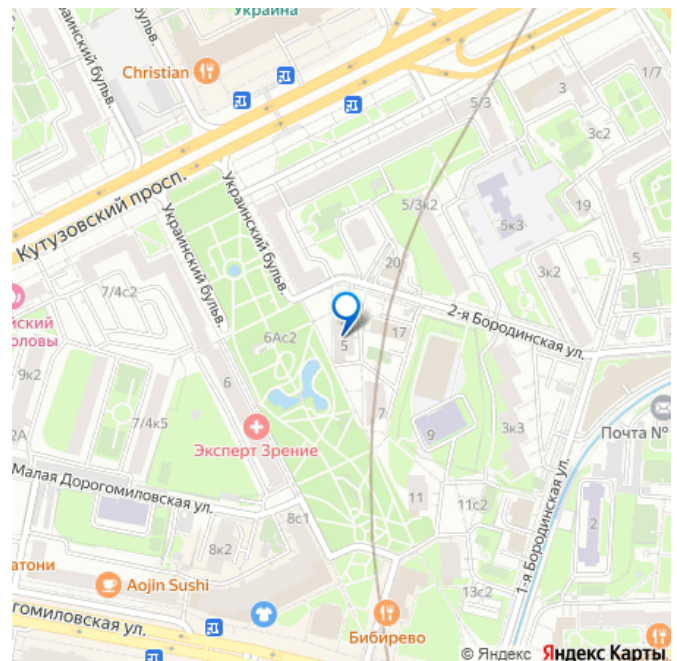 Украина
Christian
1/7
5/3
3
3с2
Украинский бульв.
Кутузовский просп.
Украинский бульв.
5/3к2
5к3
19
20
3к2
5
7/4с2
2-я Бородинская ул.
17
6Ас2
5
9к2
6
7
7/4к5
Эксперт Зрение
9
3к3
Почта №
2А
Малая Дорогомиловская ул.
11
11с2
8с1
2
1-я Бородинская ул.
8к2
Aojin Sushi
13с2
Бибирево
© Яндекс Яндекс Карты